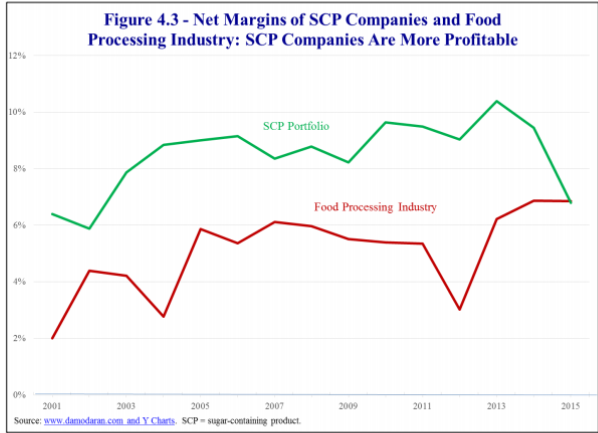 Figure 4.3 - Net Margins of SCP Companies and Food
Processing Industry: SCP Companies Are More Profitable
12%
10%
8%
6%
4%
2%
0%
SCP Portfolio
Food Processing Industry
2001 2003 2005 2007 2009 2011 2013 2015
Source: www.damodaran.com and Y Charts. SCP = sugar-containing product.